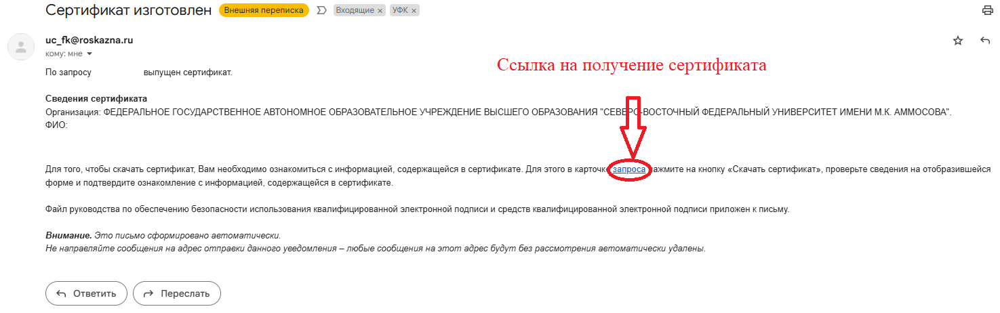 Сертификат изготовлен Внешняя переписка Входящие × УФК ×
uc_fk@roskazna.ru
кому: мне
По запросу выпущен сертификат.
Ссылка на получение сертификата
Сведения сертификата
Организация: ФЕДЕРАЛЬНОЕ ГОСУДАРСТВЕННОЕ АВТОНОМНОЕ ОБРАЗОВАТЕЛЬНОЕ УЧРЕЖДЕНИЕ ВЫСШЕГО ОБРАЗОВАНИЯ "СЕВЕРО-ВОСТОЧНЫЙ ФЕДЕРАЛЬНЫЙ УНИВЕРСИТЕТ ИМЕНИ М.К. АММОСОВА".
ФИО:
Для того, чтобы скачать сертификат, Вам необходимо ознакомиться с информацией, содержащейся в сертификате. Для этого в карточке запроса нажмите на кнопку «Скачать сертификат», проверьте сведения на отобразившейся
форме и подтвердите ознакомление с информацией, содержащейся в сертификате.
Файл руководства по обеспечению безопасности использования квалифицированной электронной подписи и средств квалифицированной электронной подписи приложен к письму.
Внимание. Это письмо сформировано автоматически.
Не направляйте сообщения на адрес отправки данного уведомления – любые сообщения на этот адрес будут без рассмотрения автоматически удалены.
Ответить Переслать